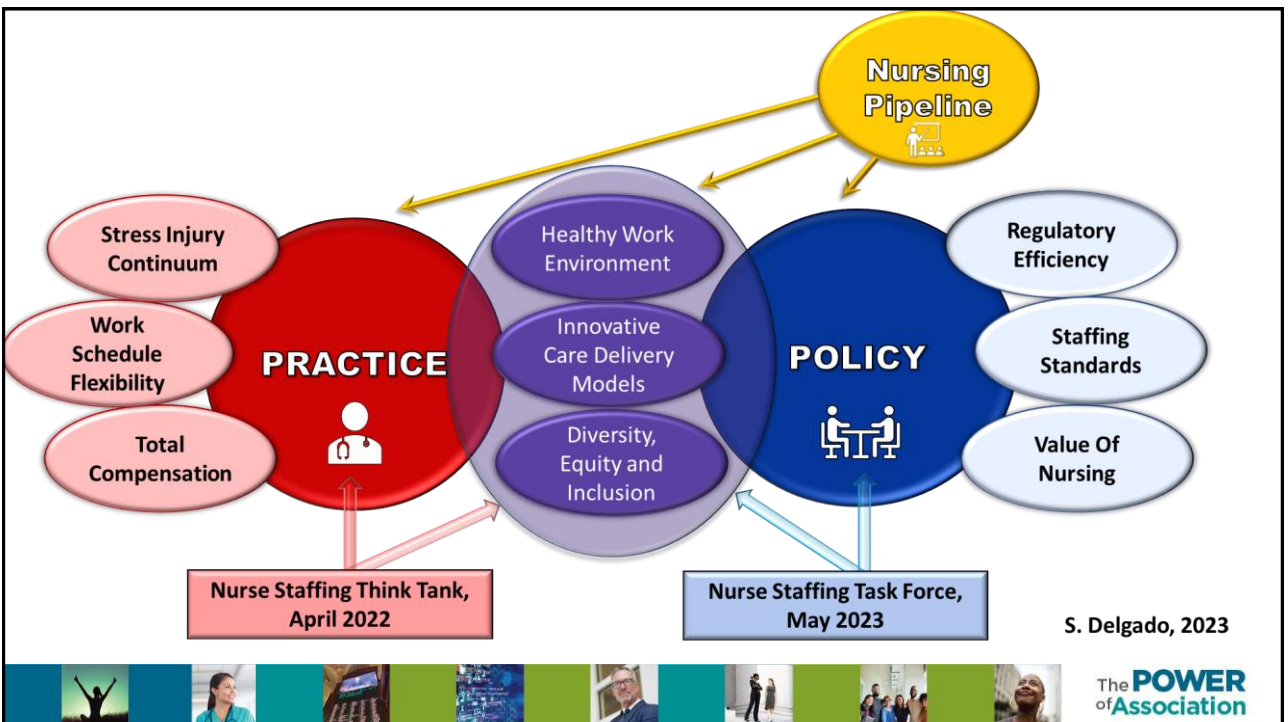 Nursing
Pipeline
Stress Injury
Continuum
Work
Schedule
Flexibility
Total
Compensation
PRACTICE
Healthy Work
Environment
Innovative
Care Delivery
Models
Diversity,
Equity and
Inclusion
POLICY
Regulatory
Efficiency
Staffing
Standards
Value Of
Nursing
Nurse Staffing Think Tank,
April 2022
Nurse Staffing Task Force,
May 2023
S. Delgado, 2023
The POWER
of Association